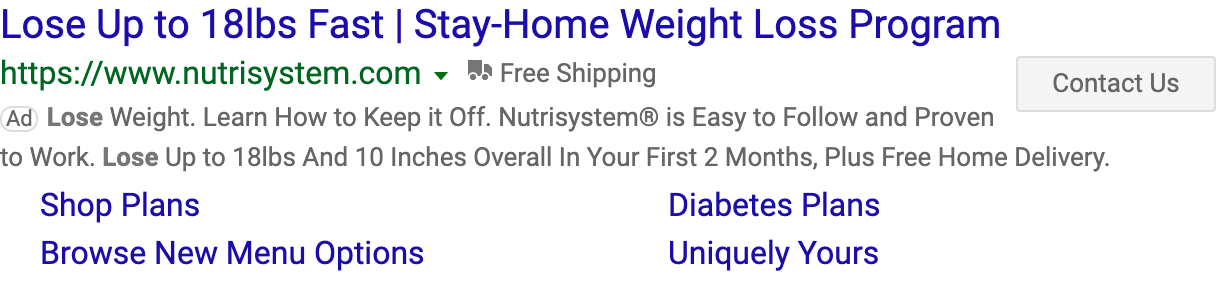 Lose Up to 18lbs Fast | Stay-Home Weight Loss Program
https://www.nutrisystem.com Free Shipping
Contact Us
Ad Lose Weight. Learn How to Keep it Off. Nutrisystem® is Easy to Follow and Proven
to Work. Lose Up to 18lbs And 10 Inches Overall In Your First 2 Months, Plus Free Home Delivery.
Shop Plans Diabetes Plans
Browse New Menu Options Uniquely Yours